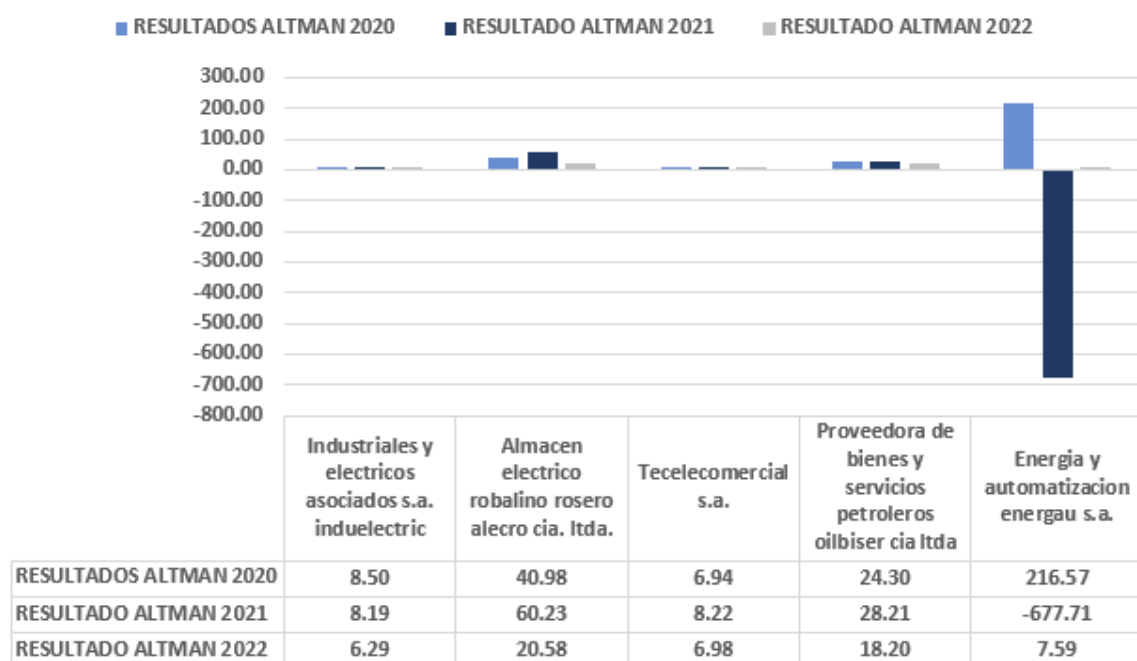 RESULTADOS ALTMAN 2020 RESULTADO ALTMAN 2021 RESULTADO ALTMAN 2022
300.00
200.00
100.00
0.00
-100.00
-200.00
-300.00
-400.00
-500.00
-600.00
-700.00
-800.00
Industriales y
electricos
asociados s.a.
induelectric
Almacen
electrico
robalino rosero
alecro cia. ltda.
Tecelecomercial
s.a.
Proveedora de
bienes y
servicios
petroleros
oilbiser cia ltda
Energia y
automatizacion
energau s.a.
RESULTADOS ALTMAN 2020 8.50 40.98 6.94 24.30 216.57
RESULTADO ALTMAN 2021 8.19 60.23 8.22 28.21 -677.71
RESULTADO ALTMAN 2022 6.29 20.58 6.98 18.20 7.59